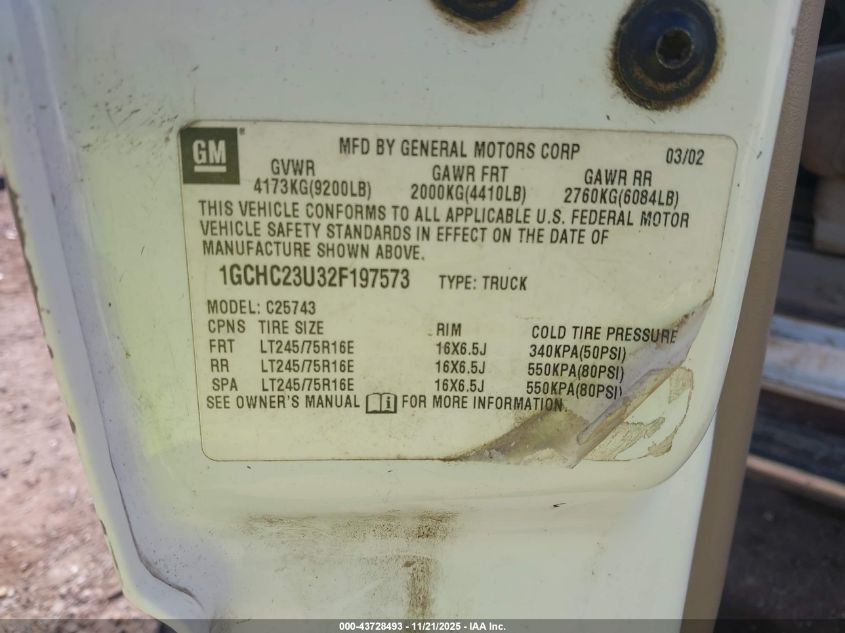 GM
MFD BY GENERAL MOTORS CORP 03/02
GVWR GAWR FRT GAWR RR
4173KG(9200LB) 2000KG(4410LB) 2760KG(6084LB)
THIS VEHICLE CONFORMS TO ALL APPLICABLE U.S. FEDERAL MOTOR
VEHICLE SAFETY STANDARDS IN EFFECT ON THE DATE OF
MANUFACTURE SHOWN ABOVE.
1GCHC23U32F197573 TYPE: TRUCK
MODEL: C25743
CPNS TIRE SIZE RIM COLD TIRE PRESSURE
FRT LT245/75R16E 16X6.5J 340KPA(50PSI)
RR LT245/75R16E 16X6.5J 550KPA(80PSI)
SPA LT245/75R16E 16X6.5J 550KPA(80PSI)
SEE OWNER'S MANUAL FOR MORE INFORMATION
000-43728493 - 11/21/2025 - IAA Inc.